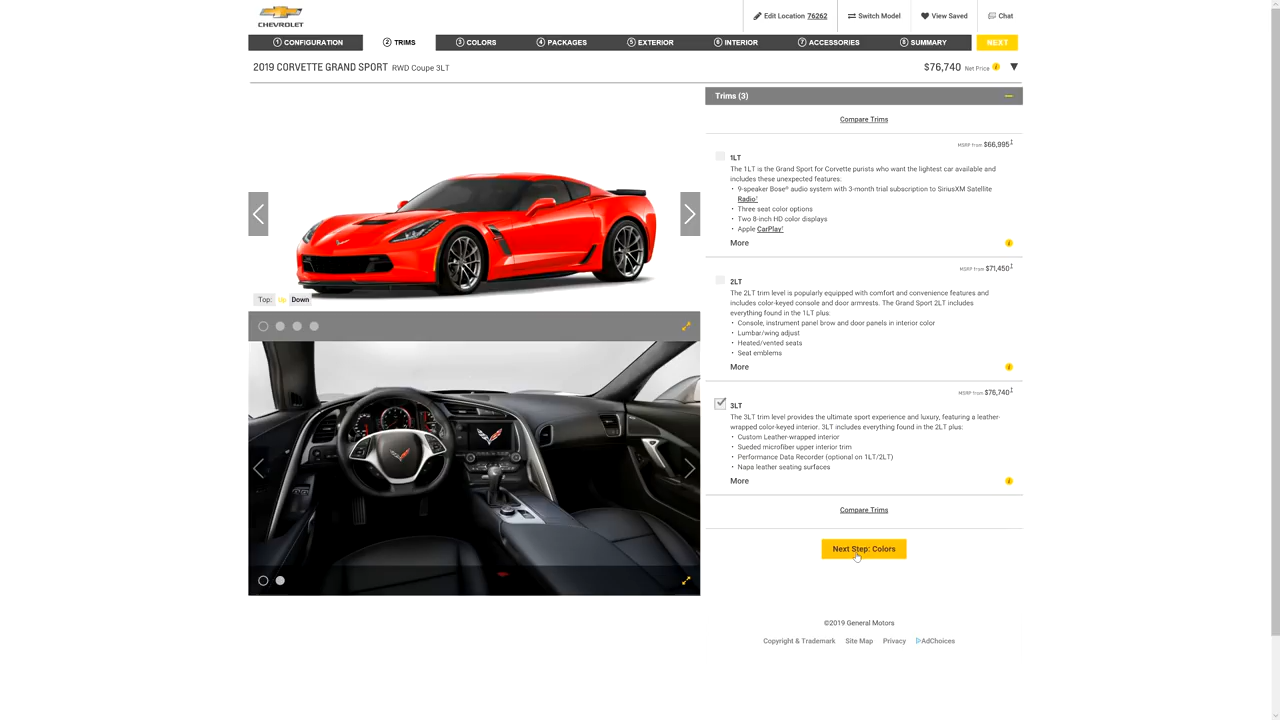 CHEVROLET
Edit Location 76262
Switch Model
View Saved
Chat
1 CONFIGURATION
2 TRIMS
3 COLORS
4 PACKAGES
5 EXTERIOR
6 INTERIOR
7 ACCESSORIES
8 SUMMARY
NEXT
2019 CORVETTE GRAND SPORT RWD Coupe 3LT
$76,740 Net Price i
Trims (3)
Compare Trims
MSRP from $66,995‡
1LT
The 1LT is the Grand Sport for Corvette purists who want the lightest car available and
includes these unexpected features:
• 9-speaker Bose® audio system with 3-month trial subscription to SiriusXM Satellite
Radio†
• Three seat color options
• Two 8-inch HD color displays
• Apple CarPlay†
More
i
MSRP from $71,450‡
2LT
The 2LT trim level is popularly equipped with comfort and convenience features and
includes color-keyed console and door armrests. The Grand Sport 2LT includes
everything found in the 1LT plus:
• Console, instrument panel brow and door panels in interior color
• Lumbar/wing adjust
• Heated/vented seats
• Seat emblems
More
i
MSRP from $76,740‡
3LT
The 3LT trim level provides the ultimate sport experience and luxury, featuring a leather-
wrapped color-keyed interior. 3LT includes everything found in the 2LT plus:
• Custom Leather-wrapped interior
• Sueded microfiber upper interior trim
• Performance Data Recorder (optional on 1LT/2LT)
• Napa leather seating surfaces
More
i
Compare Trims
Next Step: Colors
Top: Up Down
©2019 General Motors
Copyright & Trademark
Site Map
Privacy
AdChoices